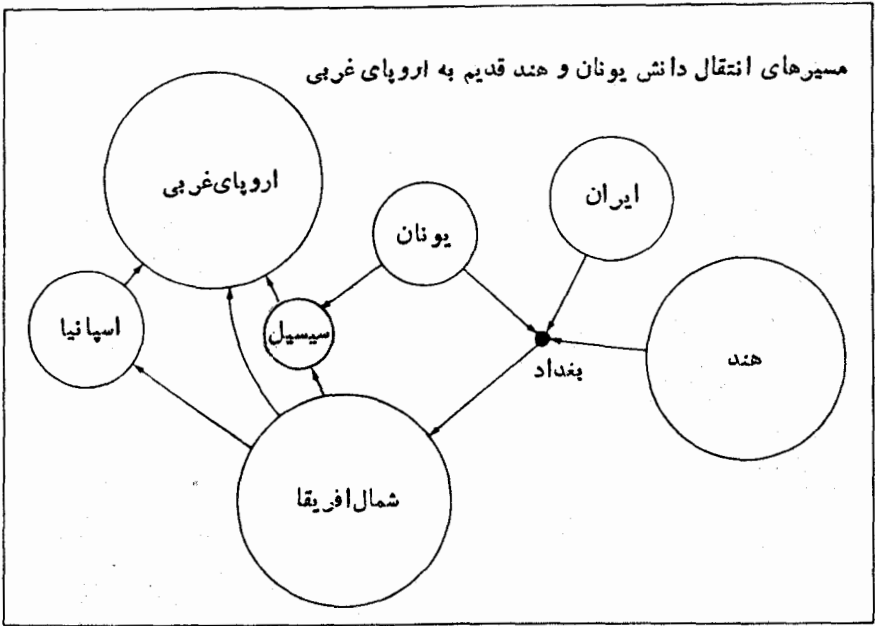 مسیرهای انتقال دانش یونان و هند قدیم به اروپای غربی
اروپای غربی
ایران
یونان
اسپانیا
سیسیل
هند
بغداد
شمال افریقا